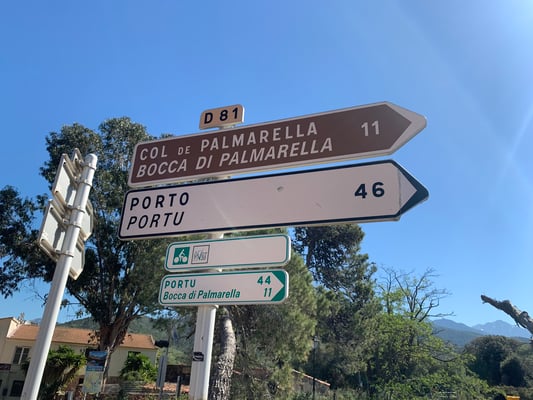 D 81
COL DE PALMARELLA 11
BOCCA DI PALMARELLA
PORTO 46
PORTU
PORTU 44
Bocca di Palmarella 11